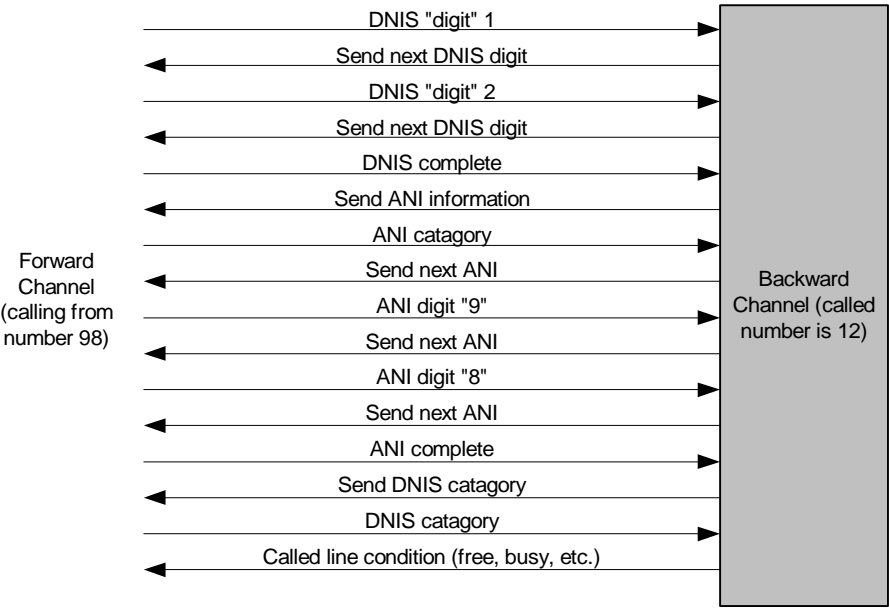 DNIS "digit" 1
Send next DNIS digit
DNIS "digit" 2
Send next DNIS digit
DNIS complete
Send ANI information
ANI catagory
Send next ANI
ANI digit "9"
Send next ANI
ANI digit "8"
Send next ANI
ANI complete
Send DNIS catagory
DNIS catagory
Called line condition (free, busy, etc.)
Forward
Channel
(calling from
number 98)
Backward
Channel (called
number is 12)